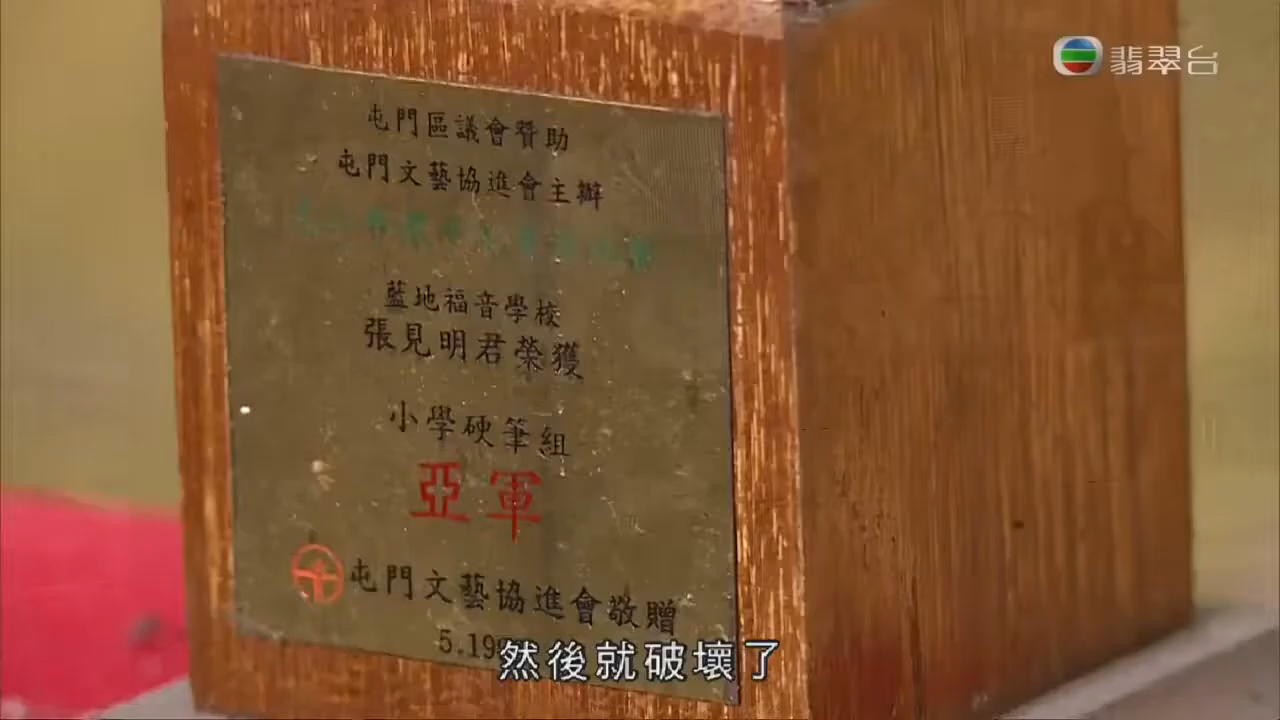 翡翠台
屯門區議會贊助
屯門文藝協進會主辦
藍地福音學校
張見明君榮獲
小學硬筆組
亞軍
屯門文藝協進會敬贈
5.19
然後就破壞了